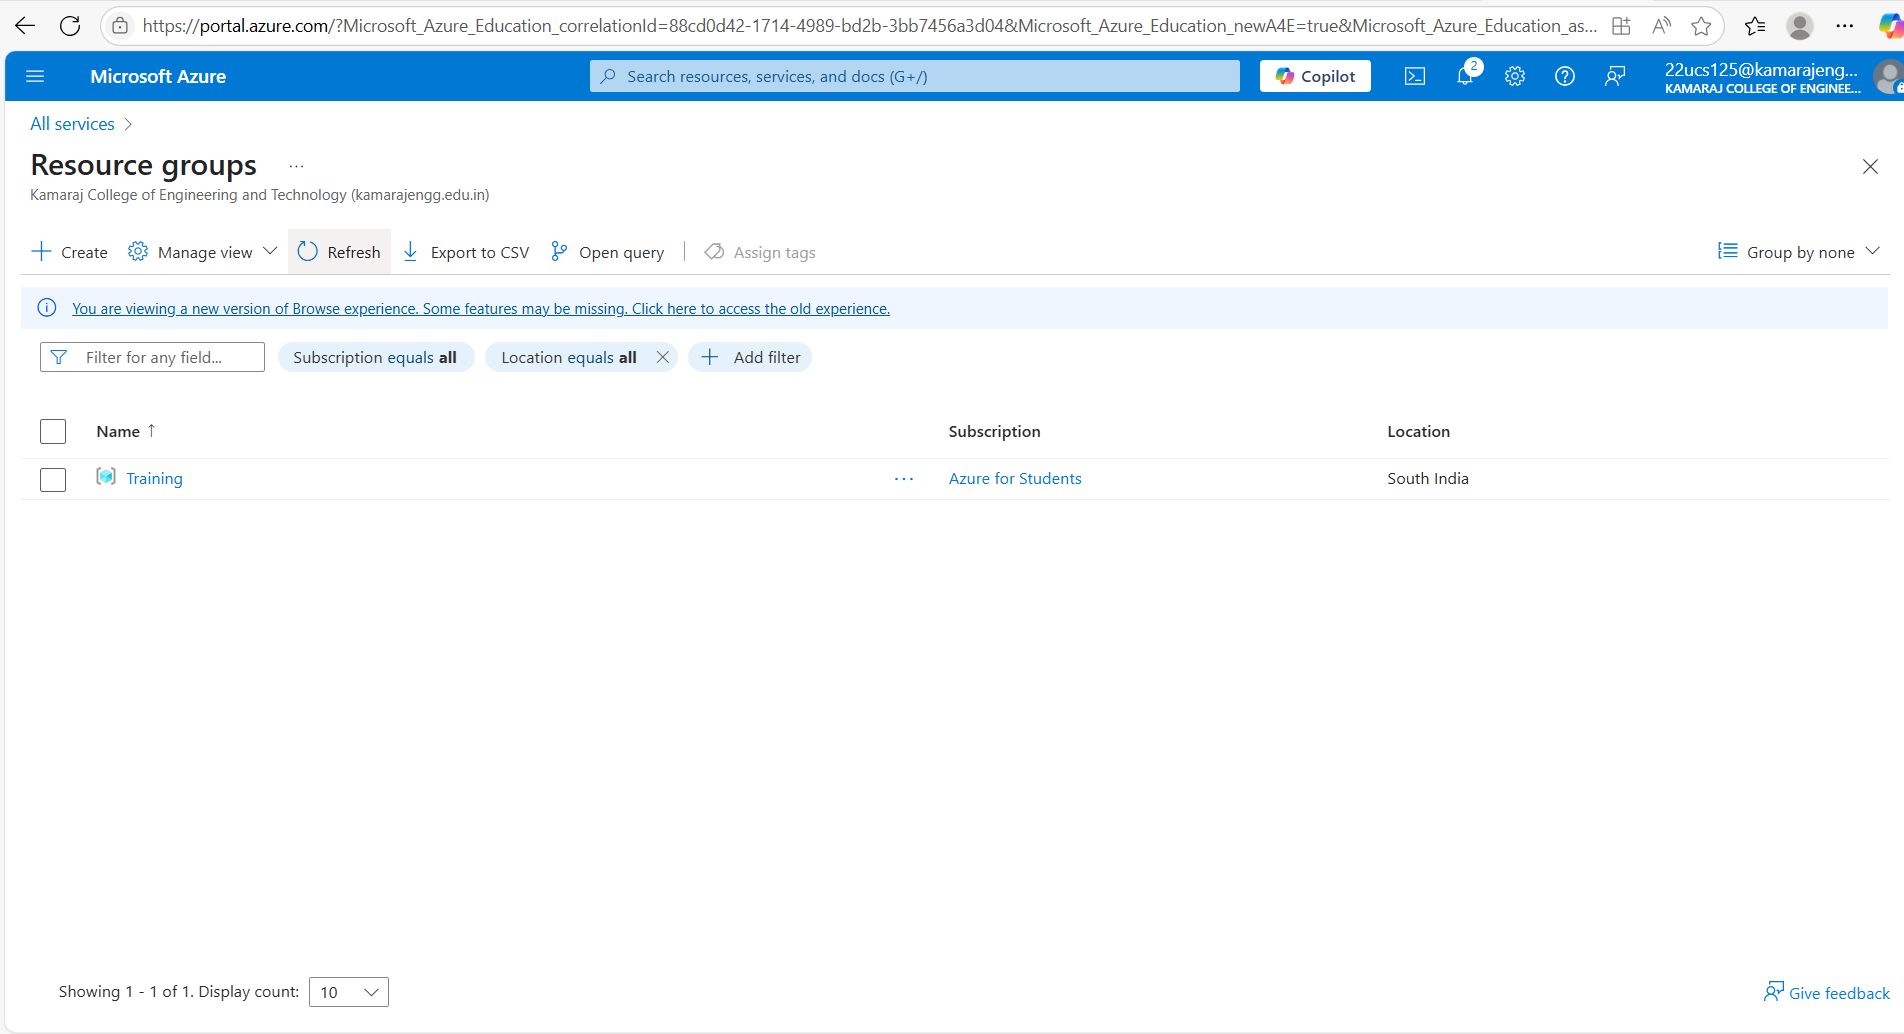 https://portal.azure.com/?Microsoft_Azure_Education_correlationId=88cd0d42-1714-4989-bd2b-3bb7456a3d04&Microsoft_Azure_Education_newA4E=true&Microsoft_Azure_Education_as...
Microsoft Azure
Search resources, services, and docs (G+/)
Copilot
2
22ucs125@kamarajeng...
KAMARAJ COLLEGE OF ENGINEE...
All services >
Resource groups ...
Kamaraj College of Engineering and Technology (kamarajengg.edu.in)
Create Manage view Refresh Export to CSV Open query | Assign tags Group by none
You are viewing a new version of Browse experience. Some features may be missing. Click here to access the old experience.
Filter for any field... Subscription equals all Location equals all Add filter
Name ↑ Subscription Location
Training ... Azure for Students South India
Showing 1 - 1 of 1. Display count: 10
Give feedback